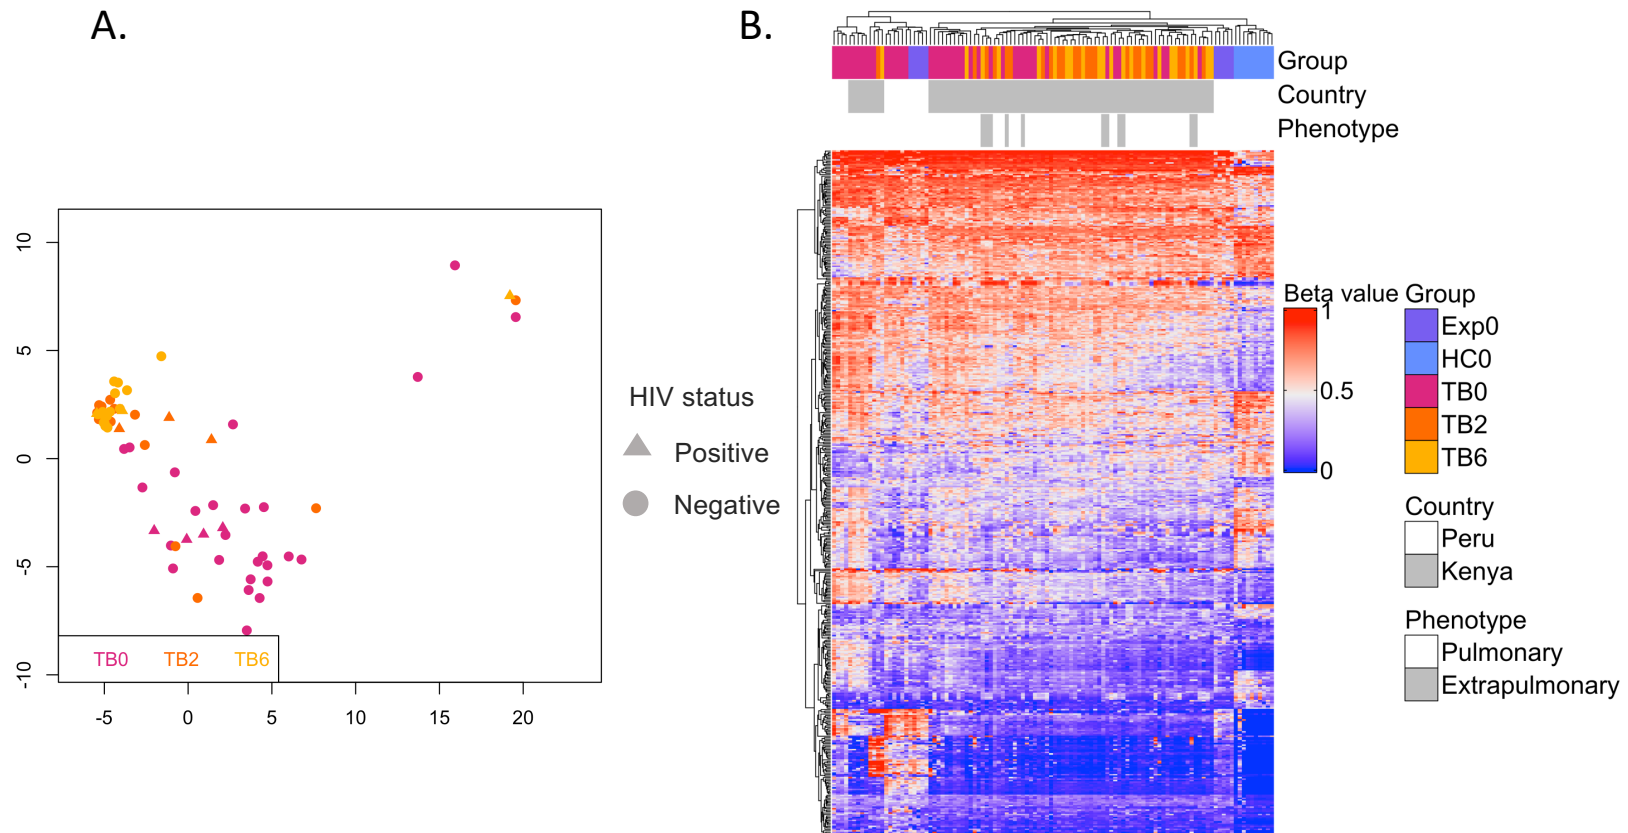 A.
10
5
0
-5
-10
-5 0 5 10 15 20
TB0 TB2 TB6
HIV status
Positive
Negative
B.
Group
Country
Phenotype
Beta value
1
0.5
0
Group
Exp0
HC0
TB0
TB2
TB6
Country
Peru
Kenya
Phenotype
Pulmonary
Extrapulmonary